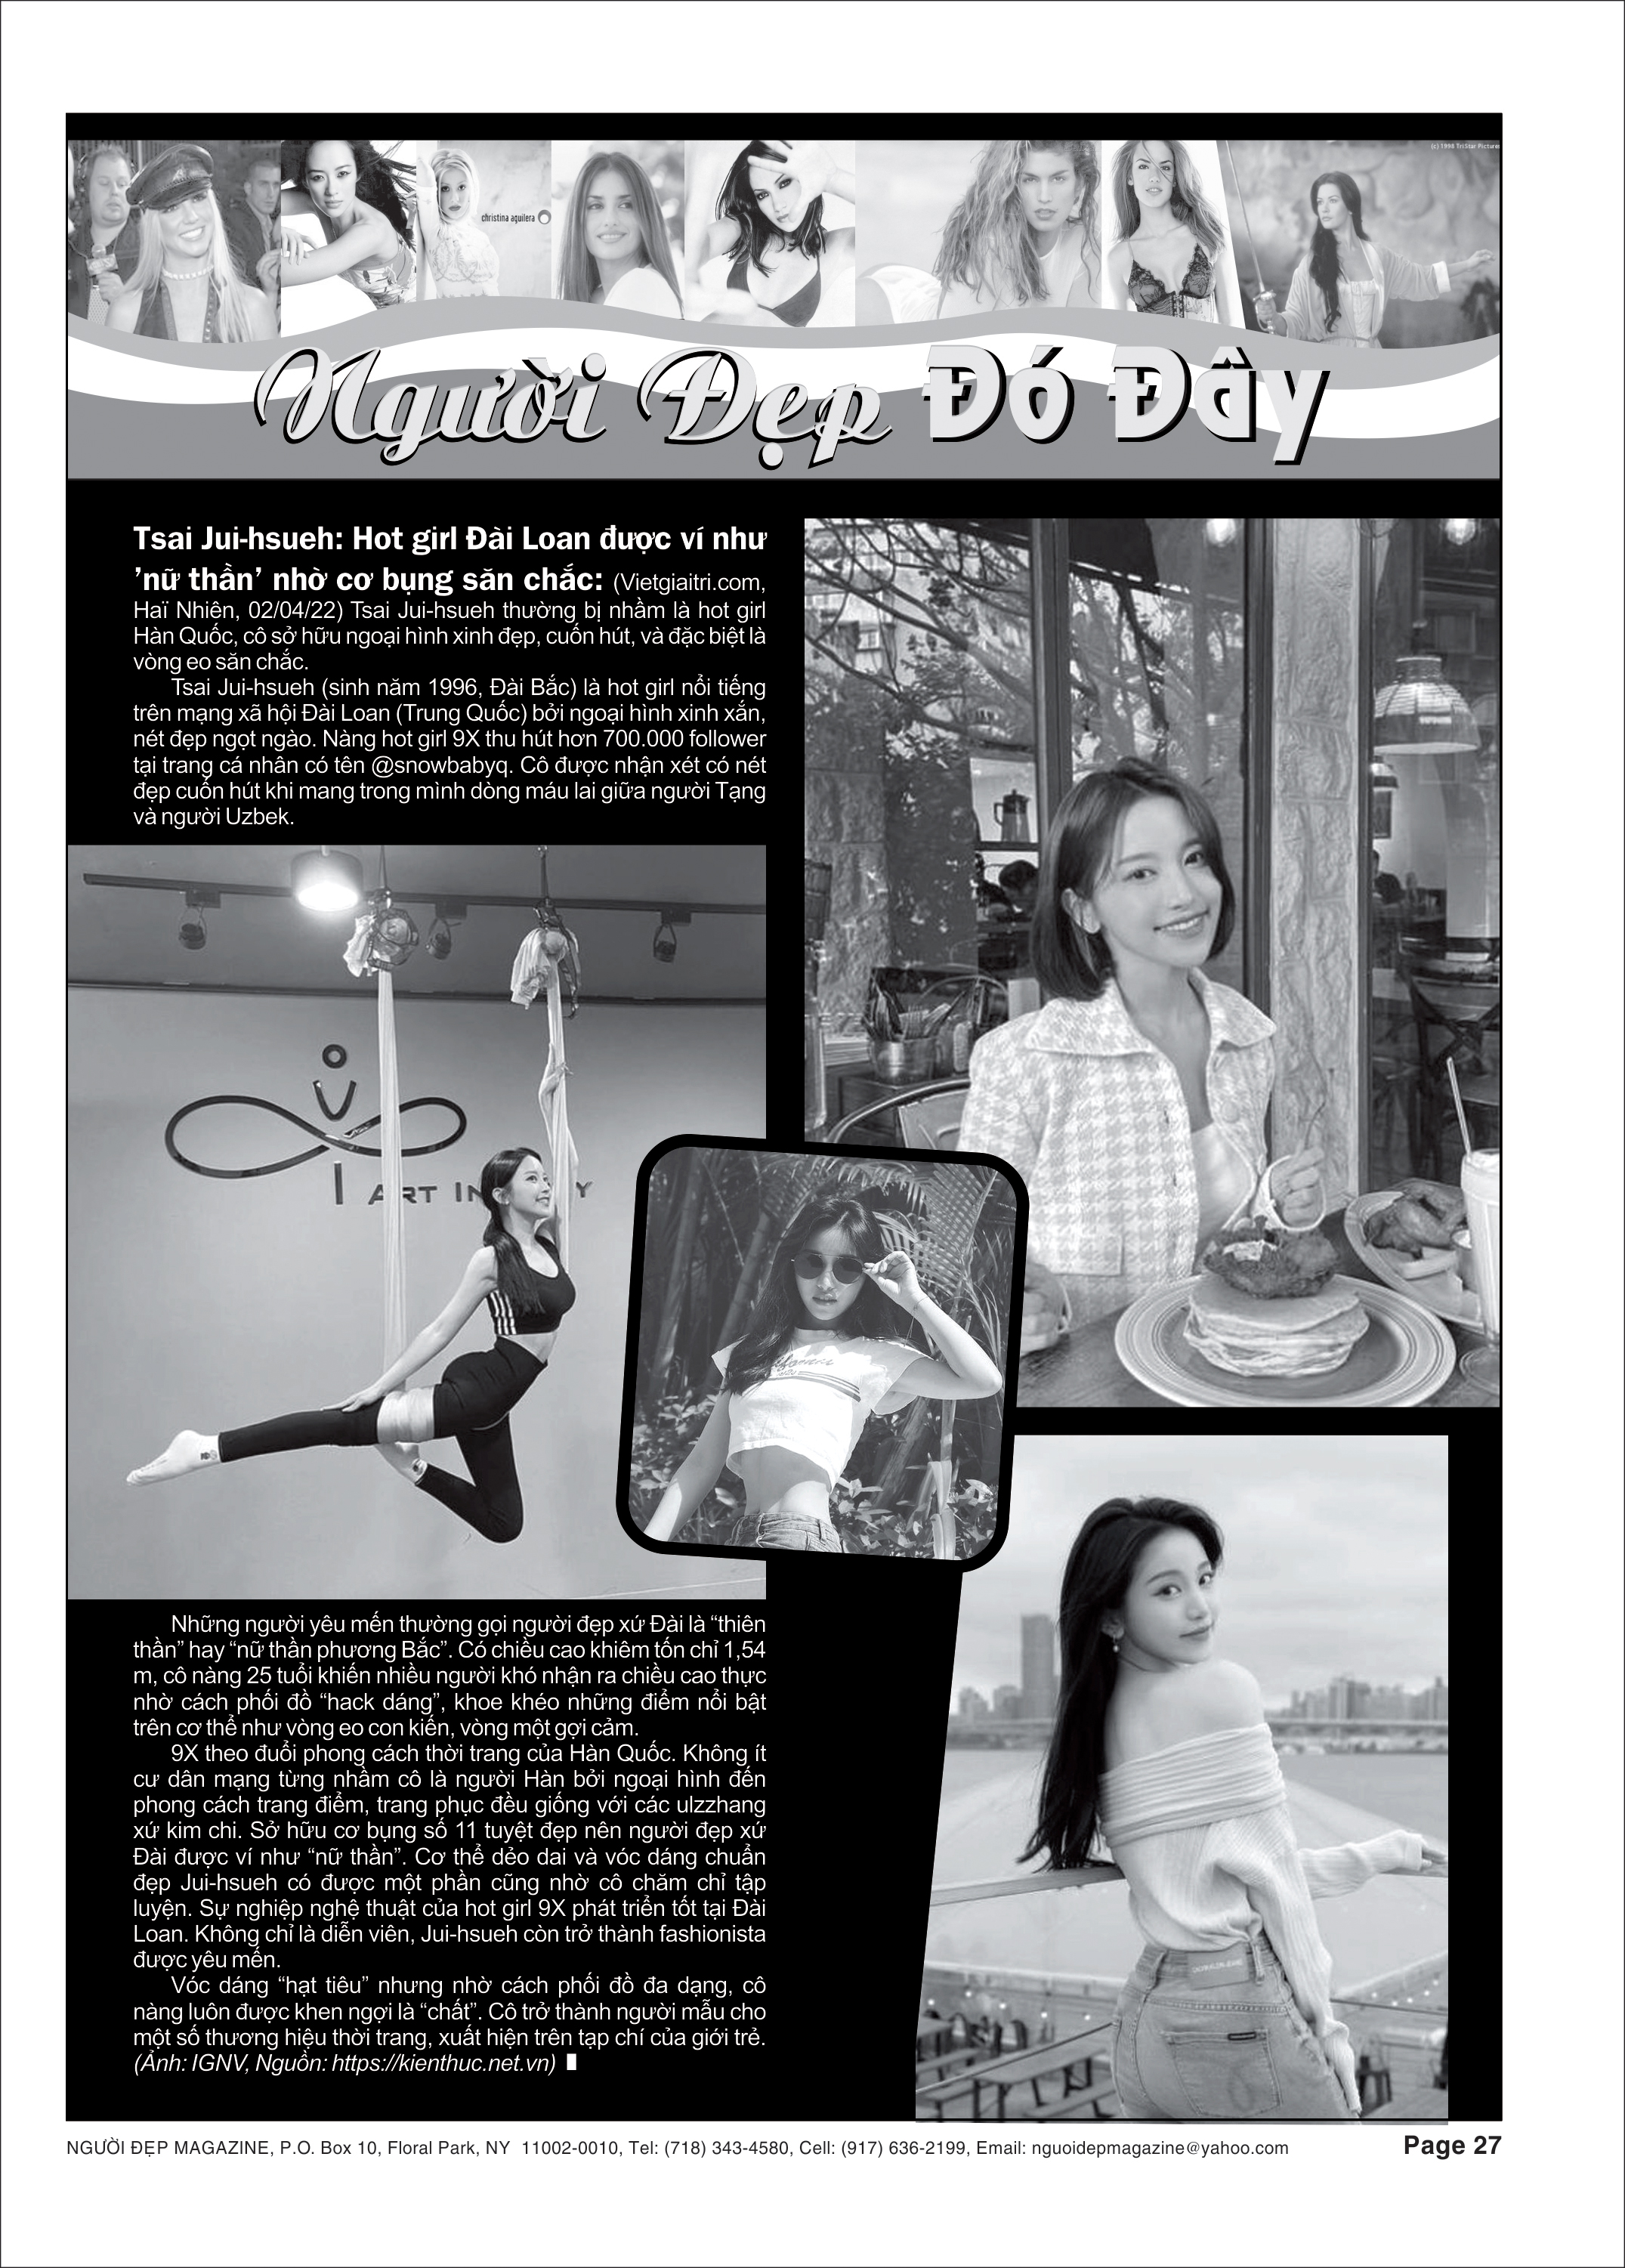 (c) 1998 TriStar Pictures
christina aguilera
Người Đẹp Đó Đây
Tsai Jui-hsueh: Hot girl Đài Loan được ví như
’nữ thần’ nhờ cơ bụng săn chắc: (Vietgiaitri.com,
Haï Nhiên, 02/04/22) Tsai Jui-hsueh thường bị nhầm là hot girl
Hàn Quốc, cô sở hữu ngoại hình xinh đẹp, cuốn hút, và đặc biệt là
vòng eo săn chắc.
Tsai Jui-hsueh (sinh năm 1996, Đài Bắc) là hot girl nổi tiếng
trên mạng xã hội Đài Loan (Trung Quốc) bởi ngoại hình xinh xắn,
nét đẹp ngọt ngào. Nàng hot girl 9X thu hút hơn 700.000 follower
tại trang cá nhân có tên @snowbabyq. Cô được nhận xét có nét
đẹp cuốn hút khi mang trong mình dòng máu lai giữa người Tạng
và người Uzbek.
Những người yêu mến thường gọi người đẹp xứ Đài là “thiên
thần” hay “nữ thần phương Bắc”. Có chiều cao khiêm tốn chỉ 1,54
m, cô nàng 25 tuổi khiến nhiều người khó nhận ra chiều cao thực
nhờ cách phối đồ “hack dáng”, khoe khéo những điểm nổi bật
trên cơ thể như vòng eo con kiến, vòng một gợi cảm.
9X theo đuổi phong cách thời trang của Hàn Quốc. Không ít
cư dân mạng từng nhầm cô là người Hàn bởi ngoại hình đến
phong cách trang điểm, trang phục đều giống với các ulzzhang
xứ kim chi. Sở hữu cơ bụng số 11 tuyệt đẹp nên người đẹp xứ
Đài được ví như “nữ thần”. Cơ thể dẻo dai và vóc dáng chuẩn
đẹp Jui-hsueh có được một phần cũng nhờ cô chăm chỉ tập
luyện. Sự nghiệp nghệ thuật của hot girl 9X phát triển tốt tại Đài
Loan. Không chỉ là diễn viên, Jui-hsueh còn trở thành fashionista
được yêu mến.
Vóc dáng “hạt tiêu” nhưng nhờ cách phối đồ đa dạng, cô
nàng luôn được khen ngợi là “chất”. Cô trở thành người mẫu cho
một số thương hiệu thời trang, xuất hiện trên tạp chí của giới trẻ.
(Ảnh: IGNV, Nguồn: https://kienthuc.net.vn)
NGƯỜI ĐẸP MAGAZINE, P.O. Box 10, Floral Park, NY 11002-0010, Tel: (718) 343-4580, Cell: (917) 636-2199, Email: nguoidepmagazine@yahoo.com Page 27